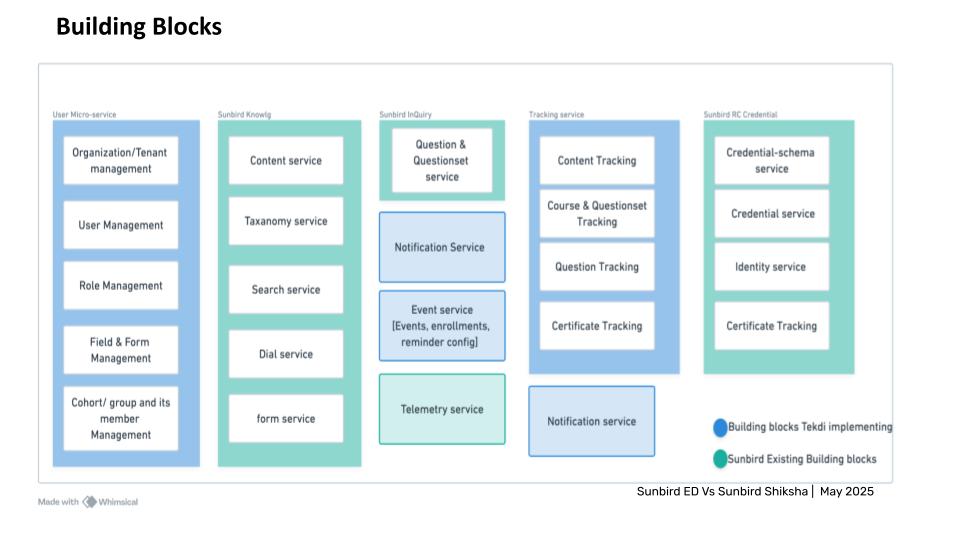 Building Blocks
User Micro-service
Organization/Tenant
management
User Management
Role Management
Field & Form
Management
Cohort/ group and its
member
Management
Sunbird Knowlg
Content service
Taxanomy service
Search service
Dial service
form service
Sunbird InQuiry
Question &
Questionset
service
Notification Service
Event service
[Events, enrollments,
reminder config]
Telemetry service
Tracking service
Content Tracking
Course & Questionset
Tracking
Question Tracking
Certificate Tracking
Notification service
Sunbird RC Credential
Credential-schema
service
Credential service
Identity service
Certificate Tracking
Building blocks Tekdi implementing
Sunbird Existing Building blocks
Made with Whimsical
Sunbird ED Vs Sunbird Shiksha | May 2025